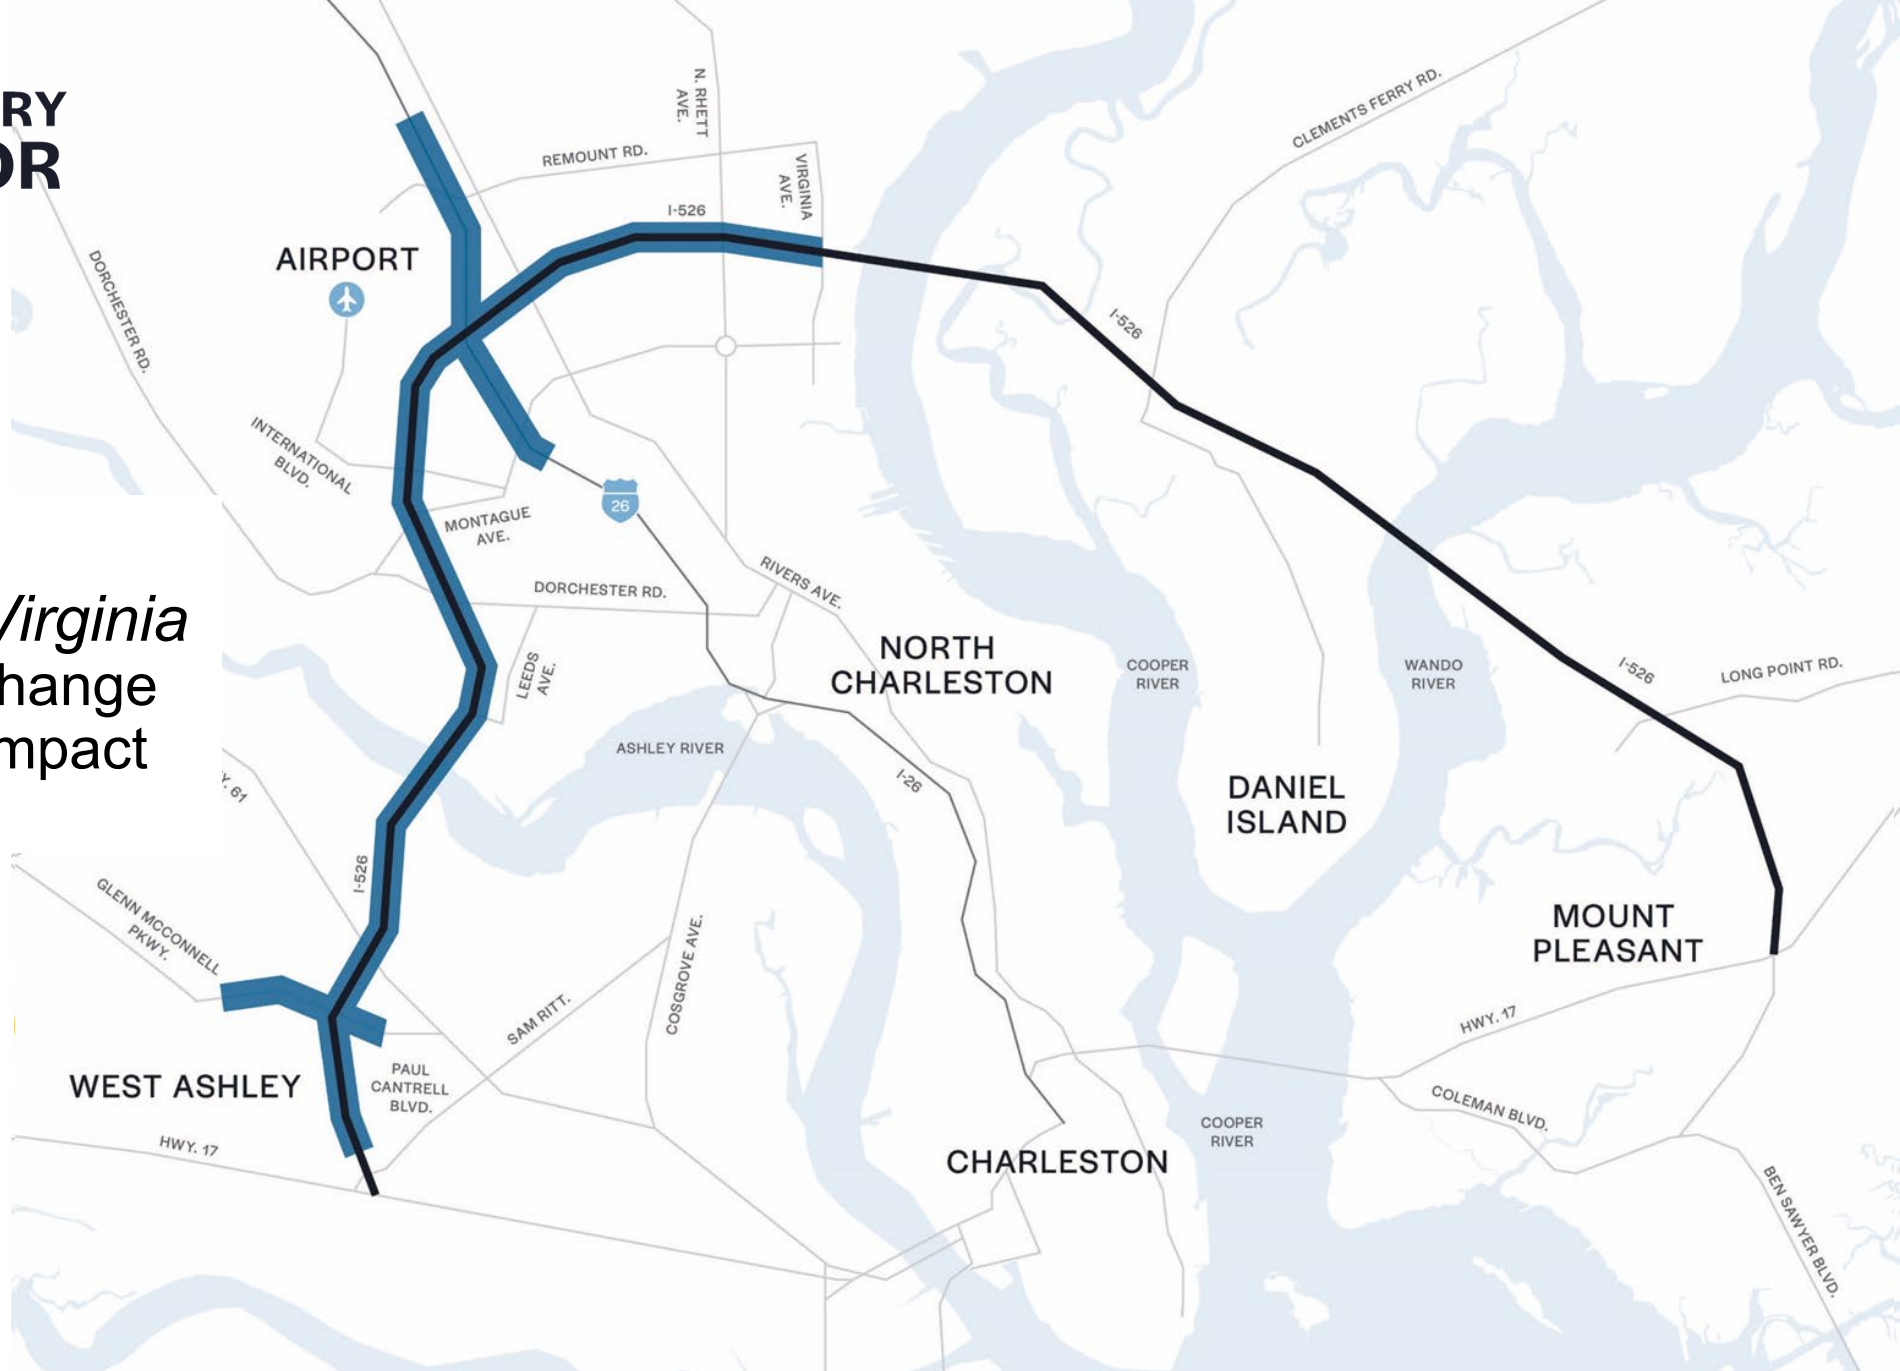 RY
OR
Virginia
hange
mpact
N. RHETT
AVE.
REMOUNT RD.
VIRGINIA
AVE.
I-526
CLEMENTS FERRY RD.
AIRPORT
DORCHESTER RD.
I-526
INTERNATIONAL
BLVD.
26
MONTAGUE
AVE.
DORCHESTER RD.
RIVERS AVE.
LEEDS
AVE.
NORTH
CHARLESTON
COOPER
RIVER
WANDO
RIVER
I-526
LONG POINT RD.
ASHLEY RIVER
I-26
Y. 61
DANIEL
ISLAND
I-526
GLENN MCCONNELL
PKWY.
COSGROVE AVE.
SAM RITT.
MOUNT
PLEASANT
HWY. 17
WEST ASHLEY
PAUL
CANTRELL
BLVD.
HWY. 17
COLEMAN BLVD.
COOPER
RIVER
CHARLESTON
BEN SAWYER BLVD.